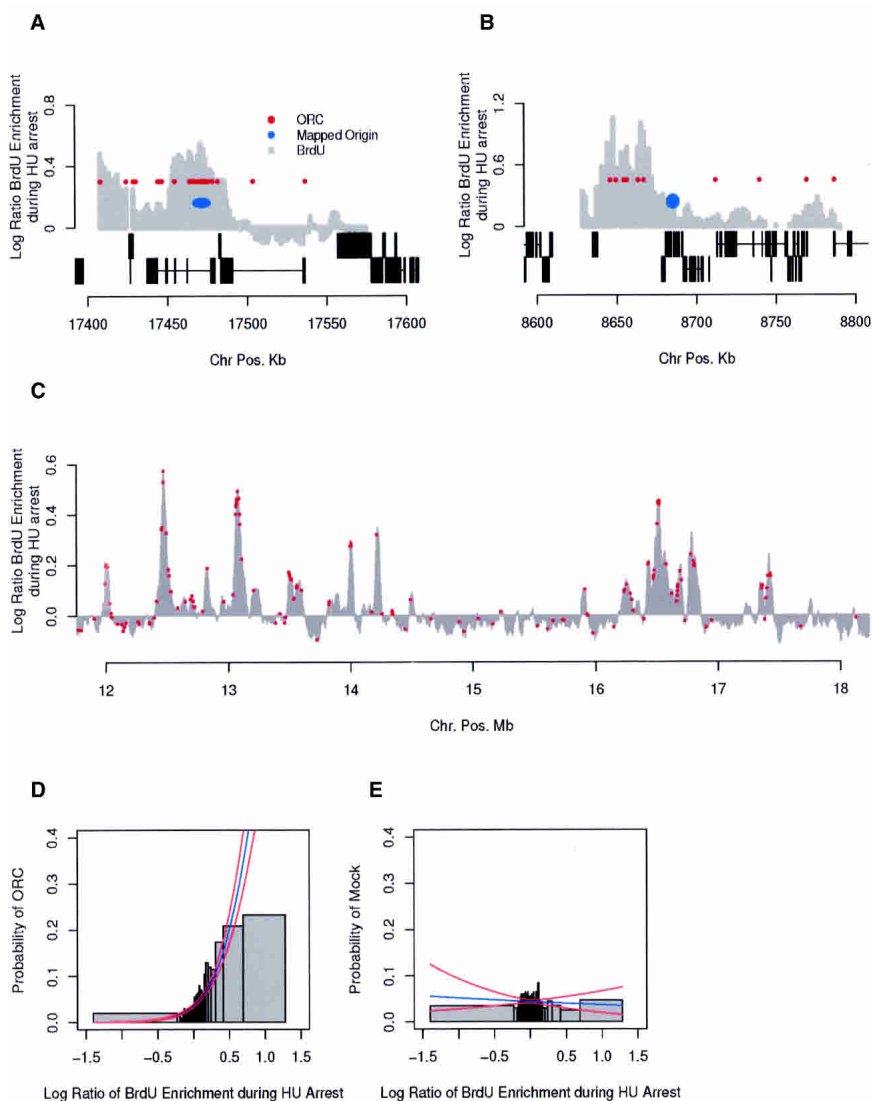 A
Log Ratio BrdU Enrichment
during HU arrest
0.8
0.4
0
ORC
Mapped Origin
BrdU
17400 17450 17500 17550 17600
Chr Pos. Kb
B
Log Ratio BrdU Enrichment
during HU arrest
1.2
0.6
0
8600 8650 8700 8750 8800
Chr Pos. Kb
C
Log Ratio BrdU Enrichment
during HU arrest
0.6
0.4
0.2
0.0
12 13 14 15 16 17 18
Chr. Pos. Mb
D
Probability of ORC
0.4
0.3
0.2
0.1
0.0
−1.5 −0.5 0.5 1.0 1.5
Log Ratio of BrdU Enrichment during HU Arrest
E
Probability of Mock
0.4
0.3
0.2
0.1
0.0
−1.5 −0.5 0.5 1.0 1.5
Log Ratio of BrdU Enrichment during HU Arrest